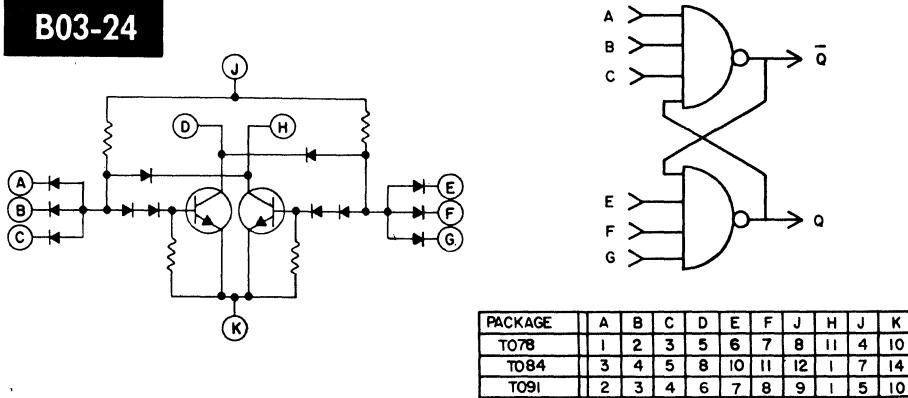 B03-24
J
D
H
A
B
C
E
F
G
K
A
B
C
Q̅
E
F
G
Q
PACKAGE A B C D E F J H J K
TO78 1 2 3 5 6 7 8 11 4 10
TO84 3 4 5 8 10 11 12 1 7 14
TO91 2 3 4 6 7 8 9 1 5 10